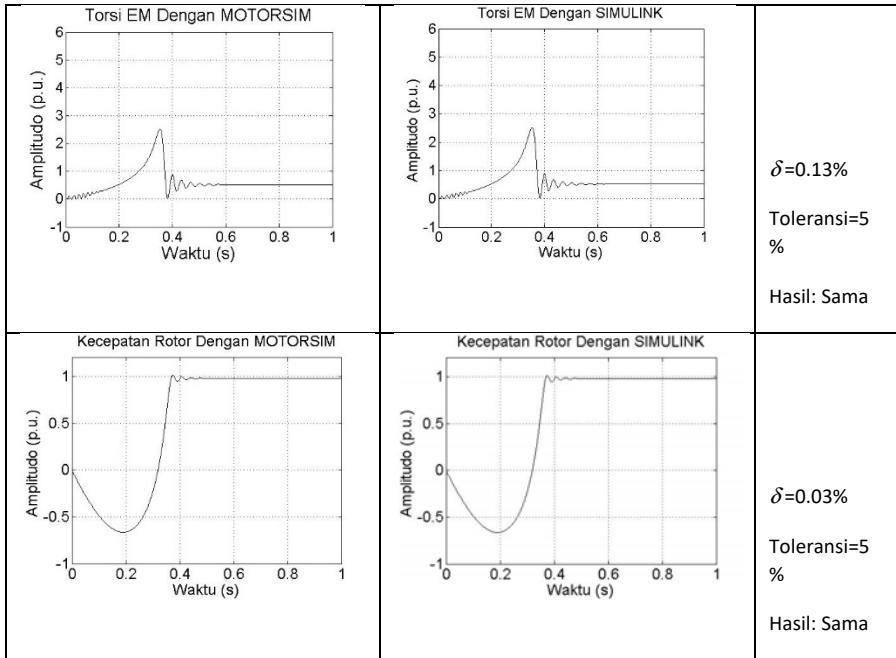 Torsi EM Dengan MOTORSIM
Amplitudo (p.u.)
6
5
4
3
2
1
0
-1
0
0.2
0.4
0.6
0.8
1
Waktu (s)
Torsi EM Dengan SIMULINK
Amplitudo (p.u.)
6
5
4
3
2
1
0
-1
0
0.2
0.4
0.6
0.8
1
Waktu (s)
δ=0.13%
Toleransi=5
%
Hasil: Sama
Kecepatan Rotor Dengan MOTORSIM
Amplitudo (p.u.)
1
0.5
0
-0.5
-1
0
0.2
0.4
0.6
0.8
1
Waktu (s)
Kecepatan Rotor Dengan SIMULINK
Amplitudo (p.u.)
1
0.5
0
-0.5
-1
0
0.2
0.4
0.6
0.8
1
Waktu (s)
δ=0.03%
Toleransi=5
%
Hasil: Sama